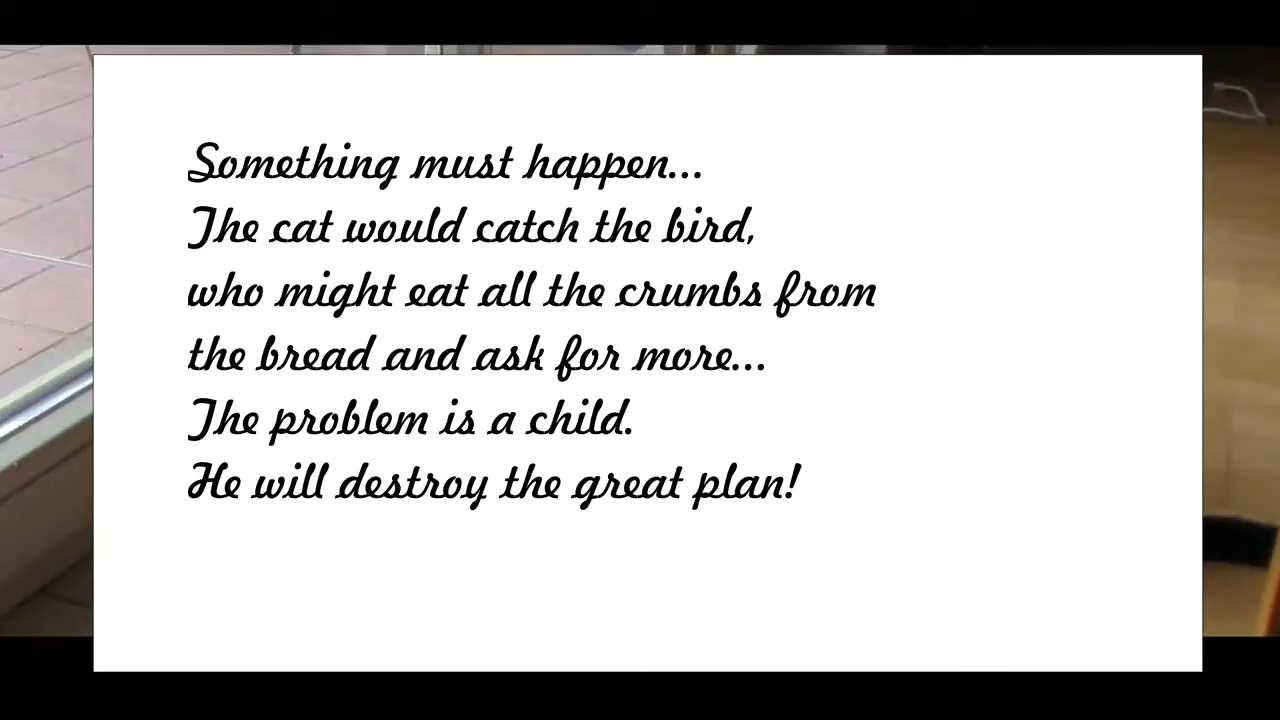 Something must happen...
The cat would catch the bird,
who might eat all the crumbs from
the bread and ask for more...
The problem is a child.
He will destroy the great plan!